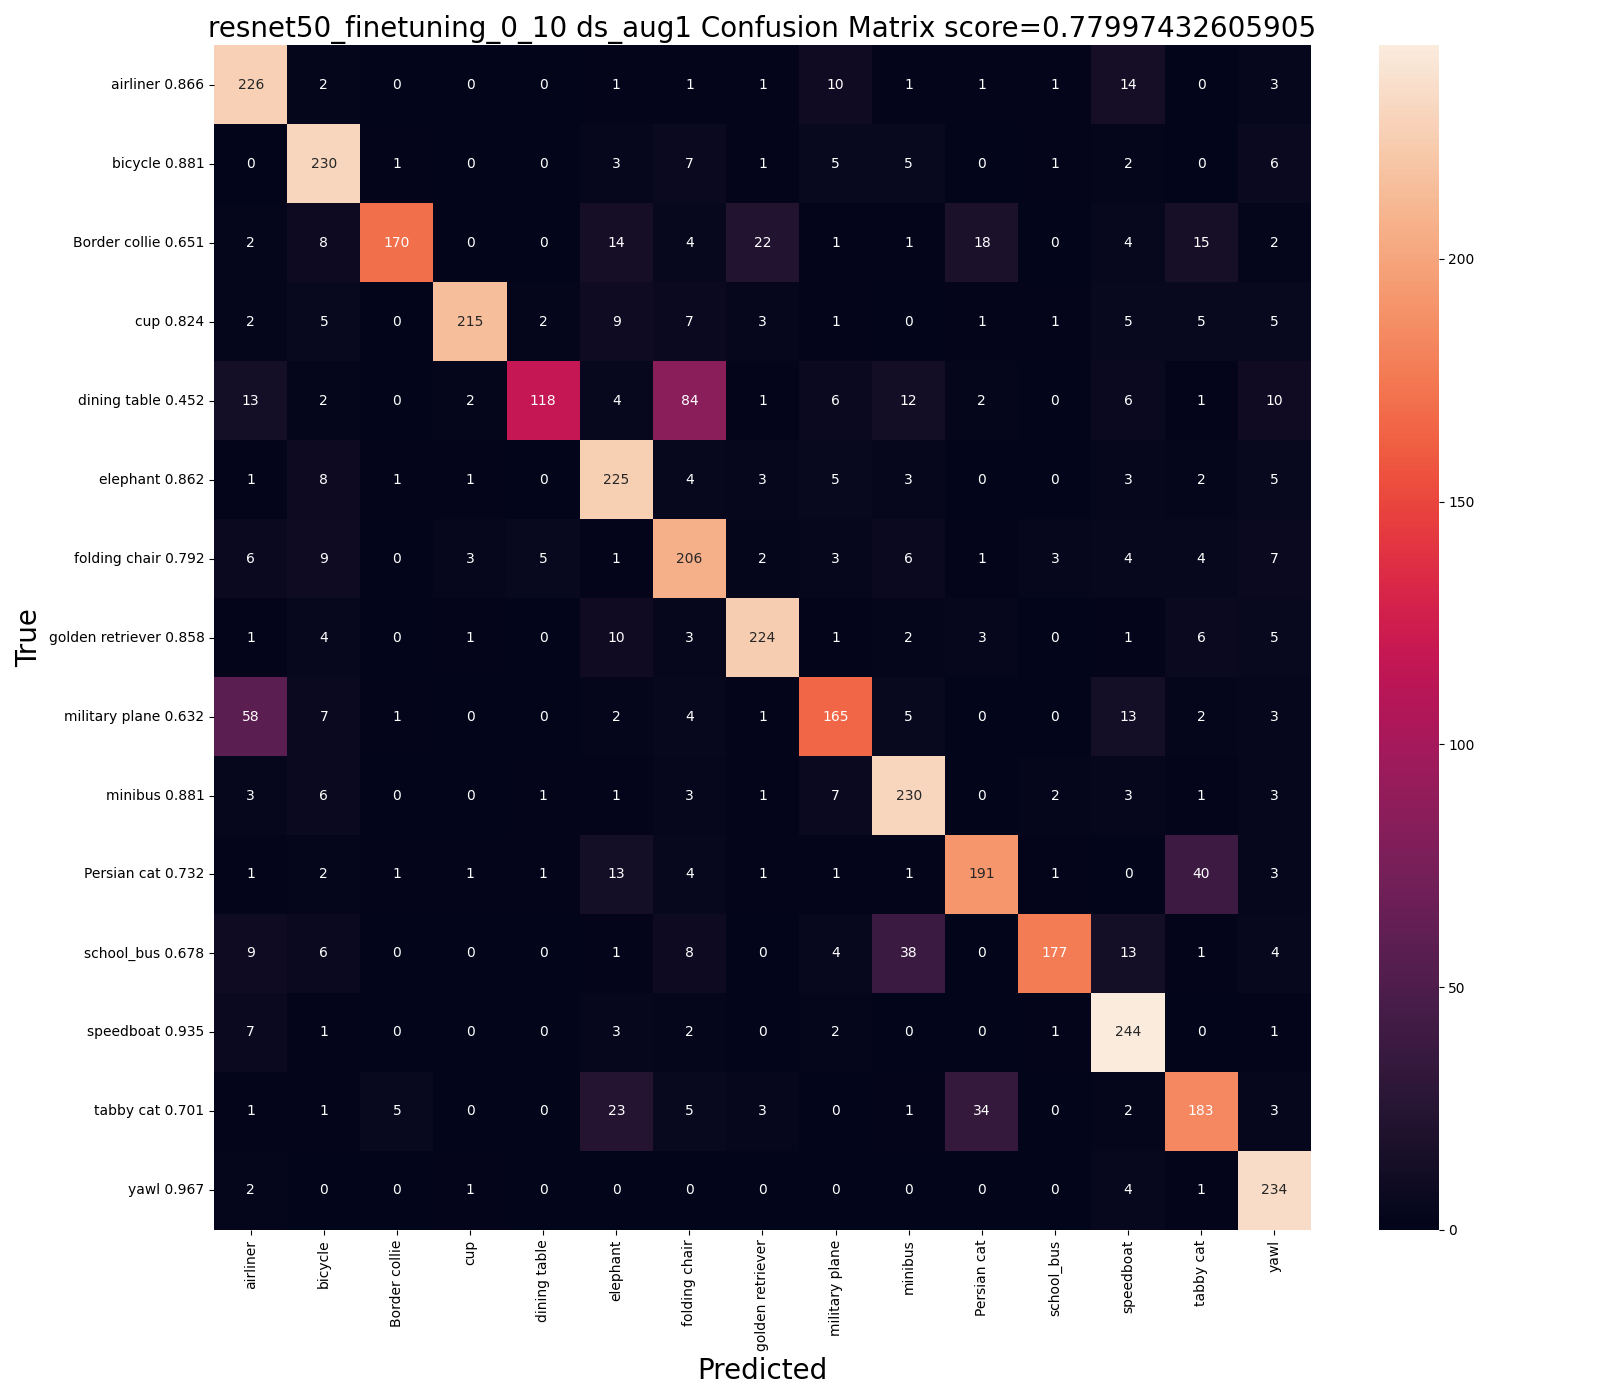 resnet50_finetuning_0_10 ds_aug1 Confusion Matrix score=0.77997432605905
airliner 0.866 226 2 0 0 0 1 1 1 10 1 1 1 14 0 3
bicycle 0.881 0 230 1 0 0 3 7 1 5 5 0 1 2 0 6
Border collie 0.651 2 8 170 0 0 14 4 22 1 1 18 0 4 15 2
cup 0.824 2 5 0 215 2 9 7 3 1 0 1 1 5 5 5
dining table 0.452 13 2 0 2 118 4 84 1 6 12 2 0 6 1 10
elephant 0.862 1 8 1 1 0 225 4 3 5 3 0 0 3 2 5
folding chair 0.792 6 9 0 3 5 1 206 2 3 6 1 3 4 4 7
golden retriever 0.858 1 4 0 1 0 10 3 224 1 2 3 0 1 6 5
military plane 0.632 58 7 1 0 0 2 4 1 165 5 0 0 13 2 3
minibus 0.881 3 6 0 0 1 1 3 1 7 230 0 2 3 1 3
Persian cat 0.732 1 2 1 1 1 13 4 1 1 1 191 1 0 40 3
school_bus 0.678 9 6 0 0 0 1 8 0 4 38 0 177 13 1 4
speedboat 0.935 7 1 0 0 0 3 2 0 2 0 0 1 244 0 1
tabby cat 0.701 1 1 5 0 0 23 5 3 0 1 34 0 2 183 3
yawl 0.967 2 0 0 1 0 0 0 0 0 0 0 0 4 1 234
True
airliner bicycle Border collie cup dining table elephant folding chair golden retriever military plane minibus Persian cat school_bus speedboat tabby cat yawl
Predicted
200
150
100
50
0